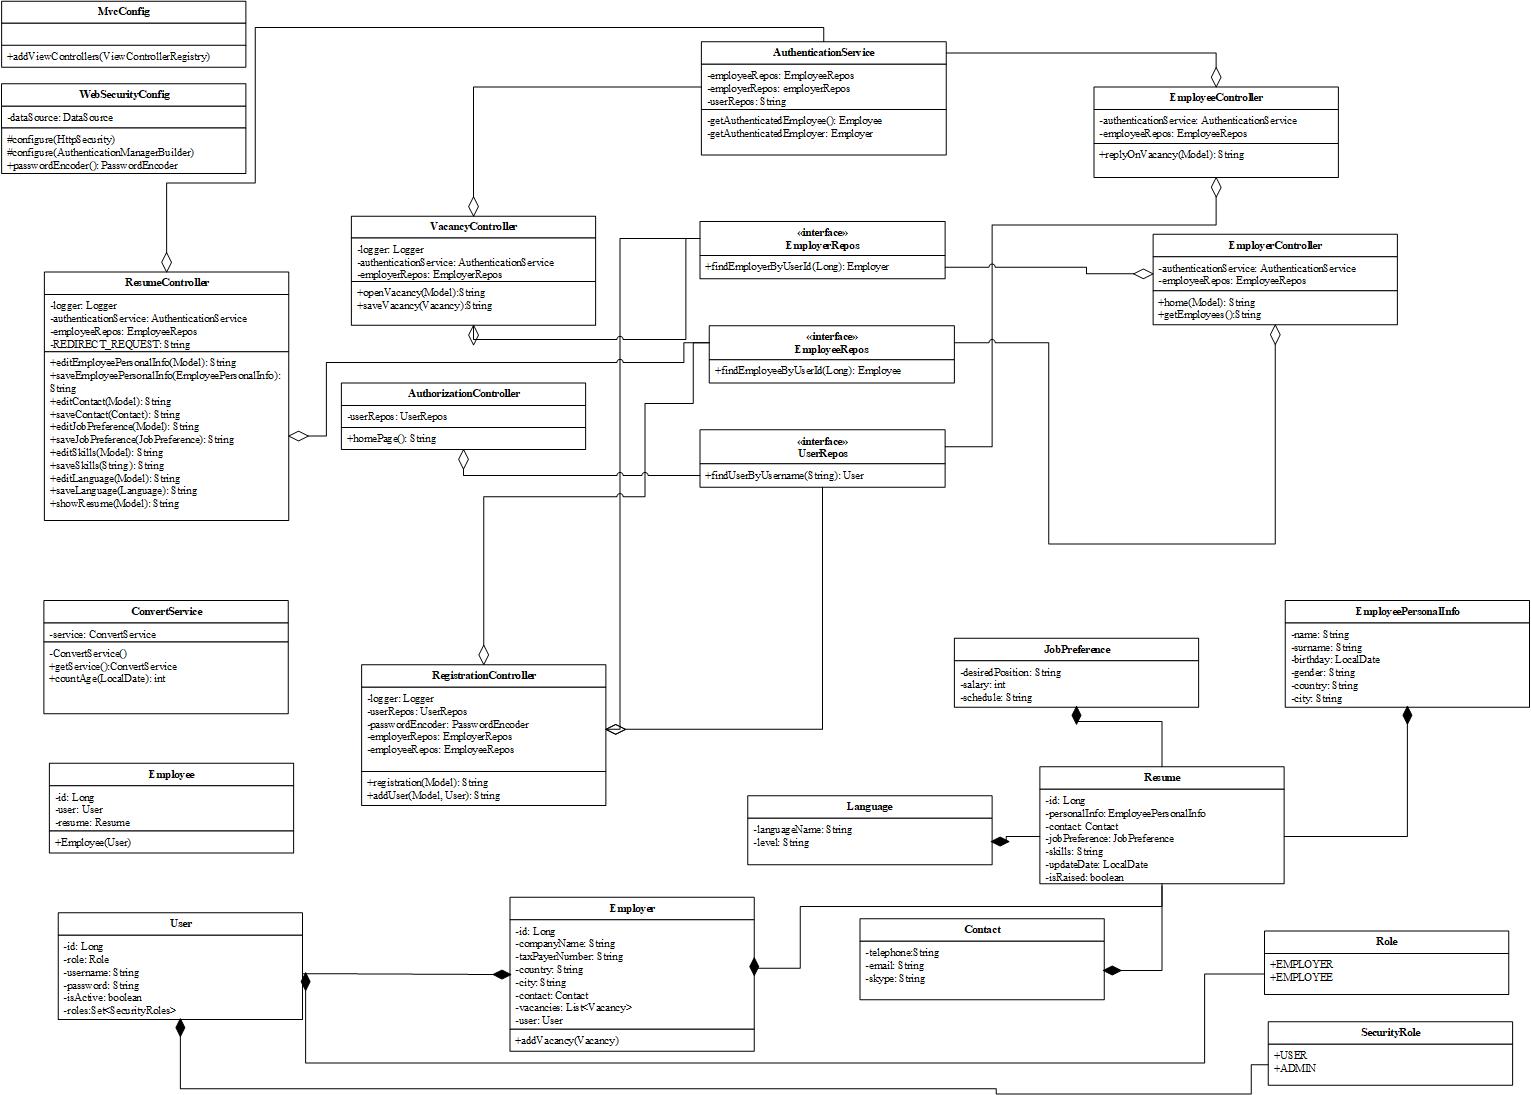 MvcConfig
+addViewControllers(ViewControllerRegistry)
WebSecurityConfig
-dataSource: DataSource
#configure(HttpSecurity)
#configure(AuthenticationManagerBuilder)
+passwordEncoder(): PasswordEncoder
AuthenticationService
-employeeRepos: EmployeeRepos
-employerRepos: employerRepos
-userRepos: String
-getAuthenticatedEmployee(): Employee
-getAuthenticatedEmployer: Employer
EmployeeController
-authenticationService: AuthenticationService
-employeeRepos: EmployeeRepos
+replyOnVacancy(Model): String
VacancyController
-logger: Logger
-authenticationService: AuthenticationService
-employerRepos: EmployerRepos
+openVacancy(Model):String
+saveVacancy(Vacancy):String
«interface»
EmployerRepos
+findEmployerByUserId(Long): Employer
EmployerController
-authenticationService: AuthenticationService
-employeeRepos: EmployeeRepos
+home(Model): String
+getEmployees():String
ResumeController
-logger: Logger
-authenticationService: AuthenticationService
-employeeRepos: EmployeeRepos
-REDIRECT_REQUEST: String
+editEmployeePersonalInfo(Model): String
+saveEmployeePersonalInfo(EmployeePersonalInfo):
String
+editContact(Model): String
+saveContact(Contact): String
+editJobPreference(Model): String
+saveJobPreference(JobPreference): String
+editSkills(Model): String
+saveSkills(String): String
+editLanguage(Model): String
+saveLanguage(Language): String
+showResume(Model): String
«interface»
EmployeeRepos
+findEmployeeByUserId(Long): Employee
AuthorizationController
-userRepos: UserRepos
+homePage(): String
«interface»
UserRepos
+findUserByUsername(String): User
ConvertService
-service: ConvertService
-ConvertService()
+getService():ConvertService
+countAge(LocalDate): int
RegistrationController
-logger: Logger
-userRepos: UserRepos
-passwordEncoder: PasswordEncoder
-employerRepos: EmployerRepos
-employeeRepos: EmployeeRepos
+registration(Model): String
+addUser(Model, User): String
JobPreference
-desiredPosition: String
-salary: int
-schedule: String
EmployeePersonalInfo
-name: String
-surname: String
-birthday: LocalDate
-gender: String
-country: String
-city: String
Employee
-id: Long
-user: User
-resume: Resume
+Employee(User)
Language
-languageName: String
-level: String
Resume
-id: Long
-personalInfo: EmployeePersonalInfo
-contact: Contact
-jobPreference: JobPreference
-skills: String
-updateDate: LocalDate
-isRaised: boolean
User
-id: Long
-role: Role
-username: String
-password: String
-isActive: boolean
-roles:Set<SecurityRoles>
Employer
-id: Long
-companyName: String
-taxPayerNumber: String
-country: String
-city: String
-contact: Contact
-vacancies: List<Vacancy>
-user: User
+addVacancy(Vacancy)
Contact
-telephone:String
-email: String
-skype: String
Role
+EMPLOYER
+EMPLOYEE
SecurityRole
+USER
+ADMIN